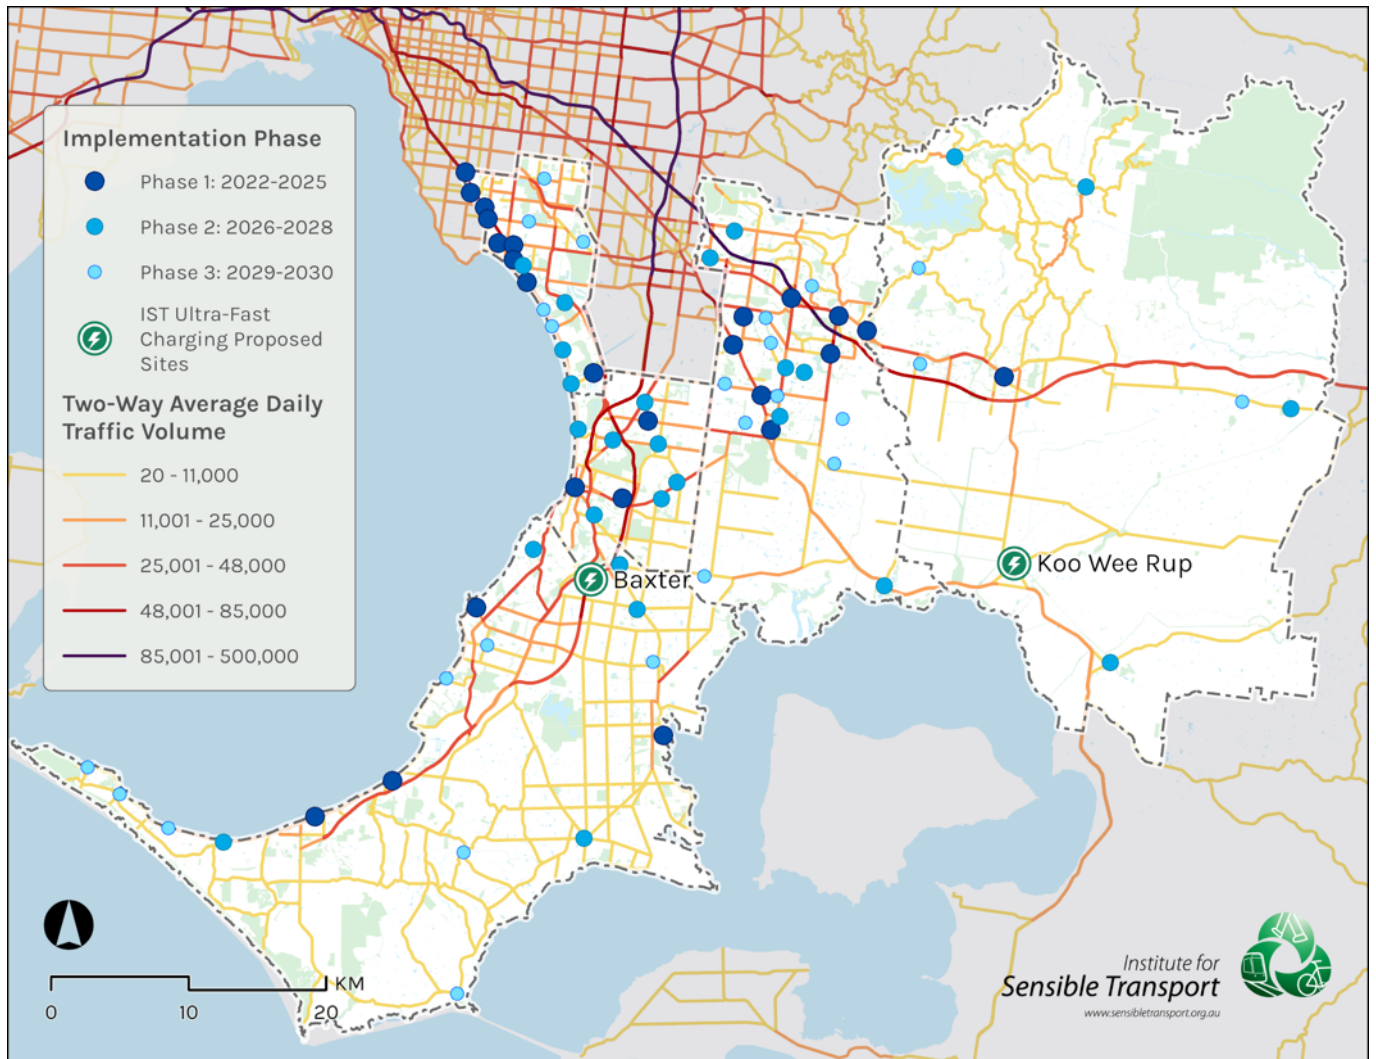 Implementation Phase
Phase 1: 2022-2025
Phase 2: 2026-2028
Phase 3: 2029-2030
IST Ultra-Fast
Charging Proposed
Sites
Two-Way Average Daily
Traffic Volume
20 - 11,000
11,001 - 25,000
25,001 - 48,000
48,001 - 85,000
85,001 - 500,000
Koo Wee Rup
Baxter
KM
0 10 20
Institute for
Sensible Transport
www.sensibletransport.org.au